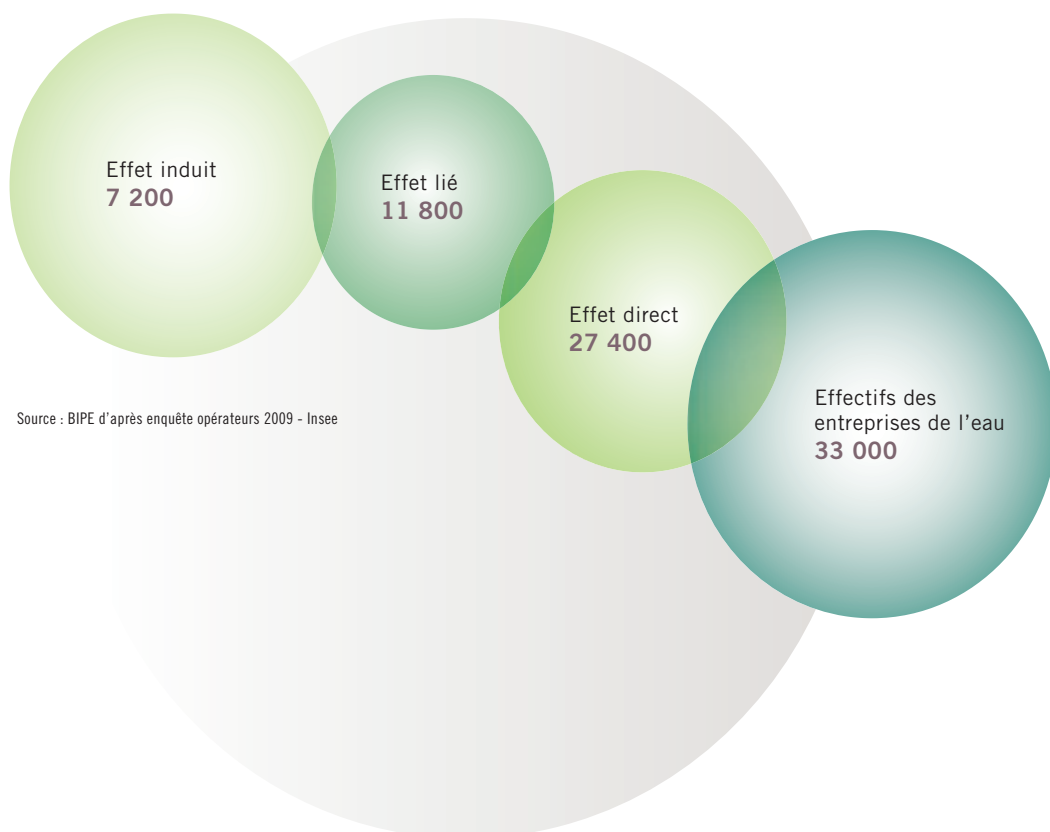 Effet induit
7 200
Effet lié
11 800
Effet direct
27 400
Effectifs des
entreprises de l’eau
33 000
Source : BIPE d’après enquête opérateurs 2009 - Insee